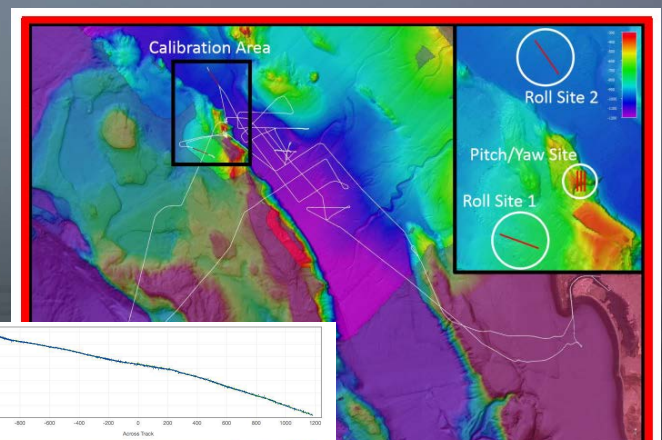 Calibration Area
Roll Site 2
Pitch/Yaw Site
Roll Site 1
-800 -600 -400 -200 0 200 400 600 800 1000 1200
Across Track